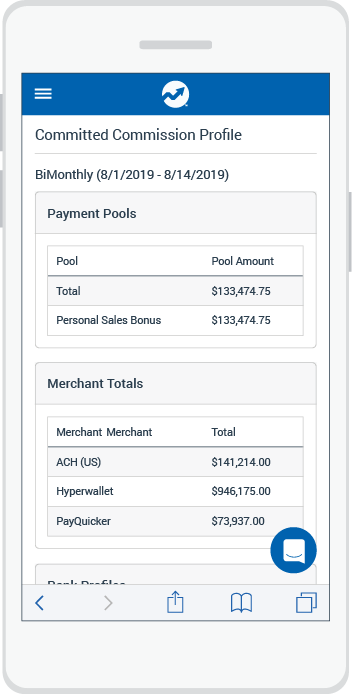 Committed Commission Profile
BiMonthly (8/1/2019 - 8/14/2019)
Payment Pools
Pool Pool Amount
Total $133,474.75
Personal Sales Bonus $133,474.75
Merchant Totals
Merchant Merchant Total
ACH (US) $141,214.00
Hyperwallet $946,175.00
PayQuicker $73,937.00
Bank Profiles